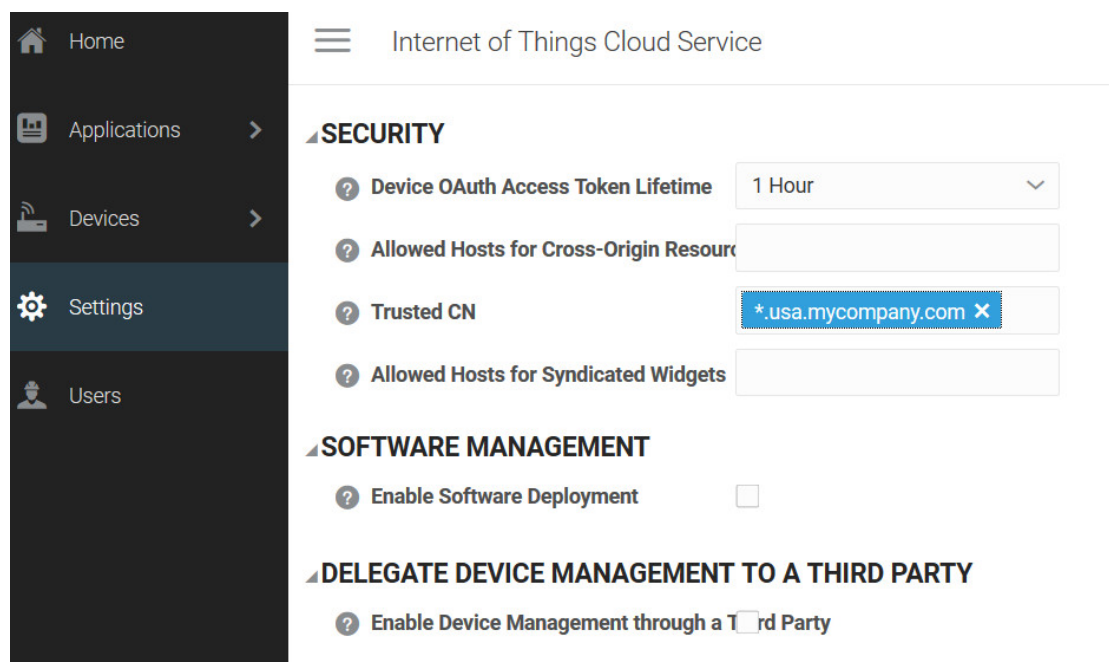 Home
Internet of Things Cloud Service
Applications
Devices
Settings
Users
SECURITY
Device OAuth Access Token Lifetime
1 Hour
Allowed Hosts for Cross-Origin
Trusted CN
*.usa.mycompany.com
Allowed Hosts for Syndicated Widgets
SOFTWARE MANAGEMENT
Enable Software Deployment
DELEGATE DEVICE MANAGEMENT TO A THIRD PARTY
Enable Device Management through a Party